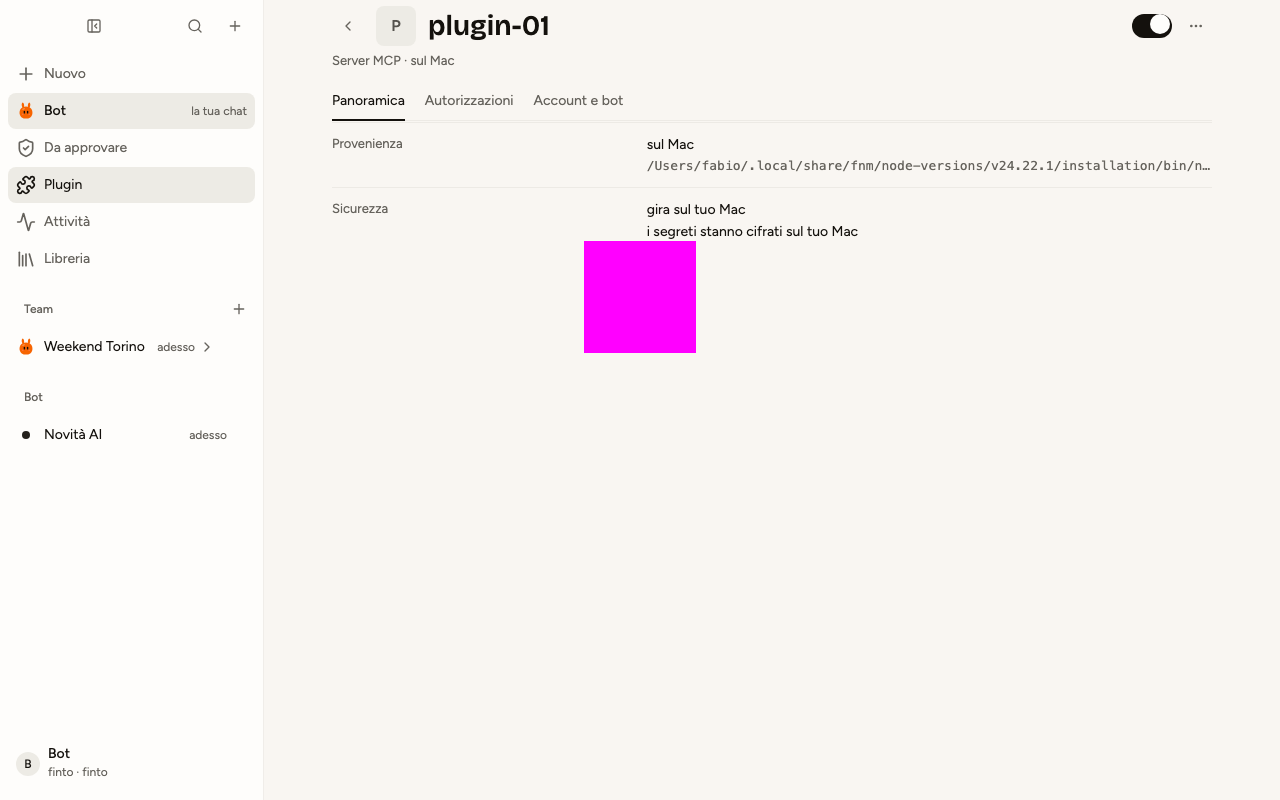 Nuovo
Bot la tua chat
Da approvare
Plugin
Attività
Libreria
Team
Weekend Torino adesso
Bot
Novità AI adesso
B
Bot
finto · finto
P
plugin-01
Server MCP · sul Mac
Panoramica Autorizzazioni Account e bot
Provenienza
sul Mac
/Users/fabio/.local/share/fnm/node-versions/v24.22.1/installation/bin/n…
Sicurezza
gira sul tuo Mac
i segreti stanno cifrati sul tuo Mac